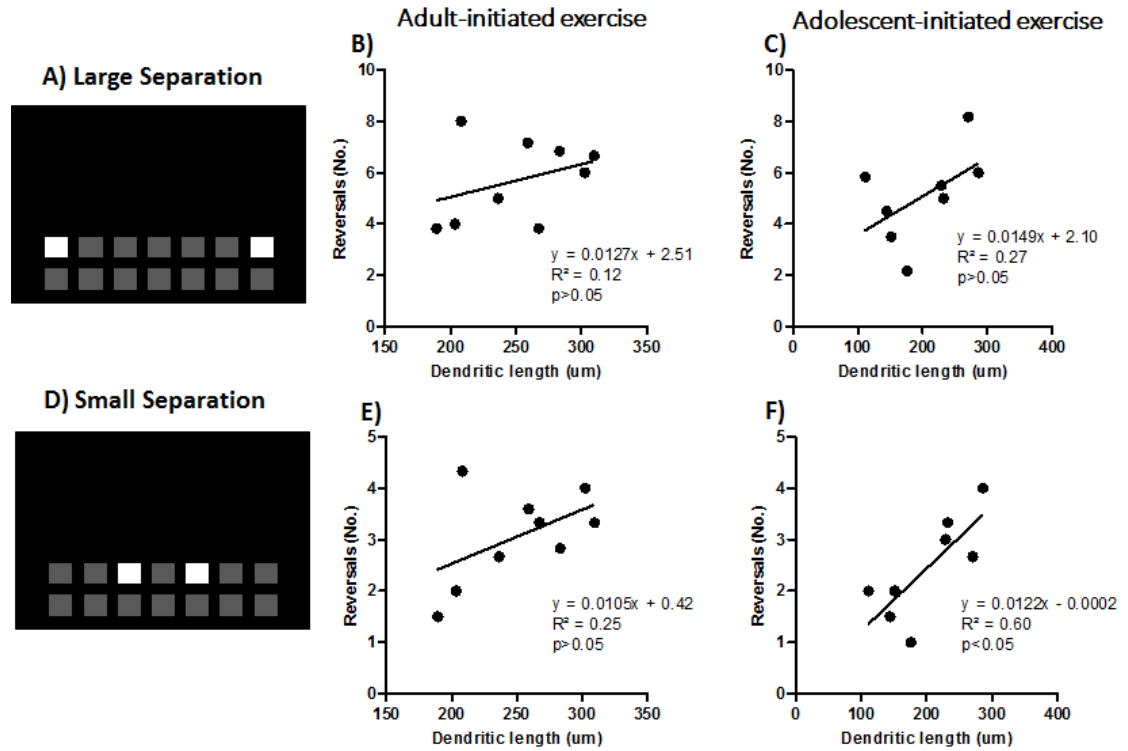 Adult-initiated exercise
Adolescent-initiated exercise
A) Large Separation
B)
10
8
6
4
2
0
Reversals (No.)
y = 0.0127x + 2.51
R² = 0.12
p>0.05
150
200
250
300
350
Dendritic length (um)
C)
10
8
6
4
2
0
Reversals (No.)
y = 0.0149x + 2.10
R² = 0.27
p>0.05
0
100
200
300
400
Dendritic length (um)
D) Small Separation
E)
5
4
3
2
1
0
Reversals (No.)
y = 0.0105x + 0.42
R² = 0.25
p>0.05
150
200
250
300
350
Dendritic length (um)
F)
5
4
3
2
1
0
Reversals (No.)
y = 0.0122x - 0.0002
R² = 0.60
p<0.05
0
100
200
300
400
Dendritic length (um)